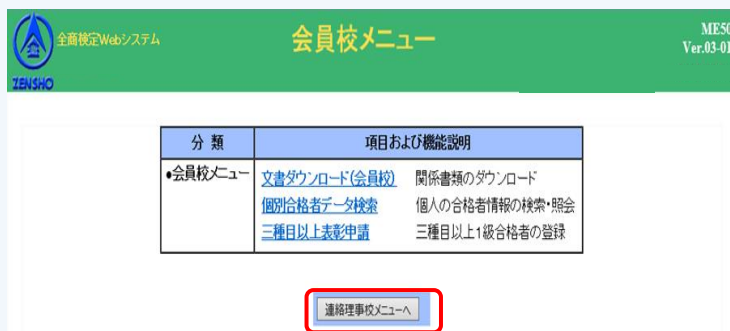 全商検定Webシステム
会員校メニュー
ME50
Ver.03-01
ZENSHO
分 類
項目および機能説明
•会員校メニュー
文書ダウンロード(会員校) 関係書類のダウンロード
個別合格者データ検索 個人の合格者情報の検索・照会
三種目以上表彰申請 三種目以上1級合格者の登録
連絡理事校メニューへ